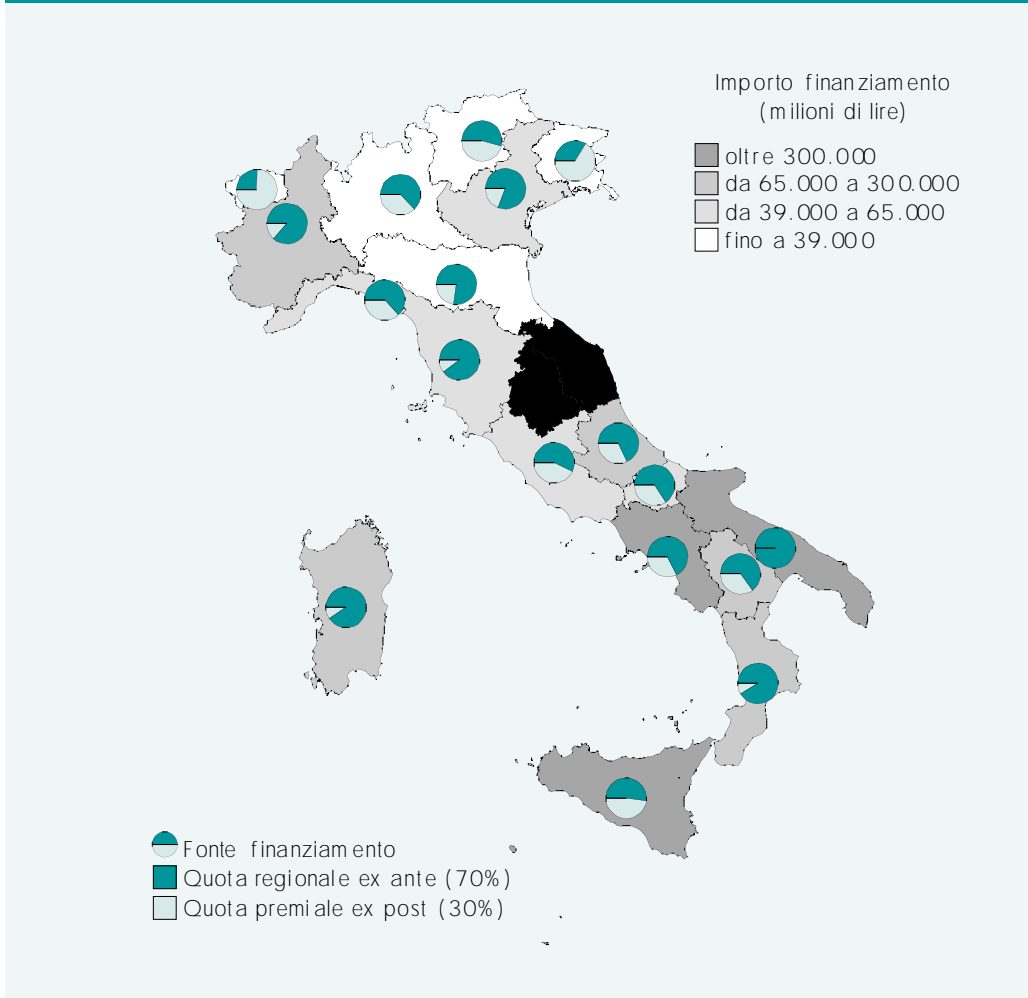 Importo finanziamento
(milioni di lire)
oltre 300.000
da 65.000 a 300.000
da 39.000 a 65.000
fino a 39.000
Fonte finanziamento
Quota regionale ex ante (70%)
Quota premiale ex post (30%)